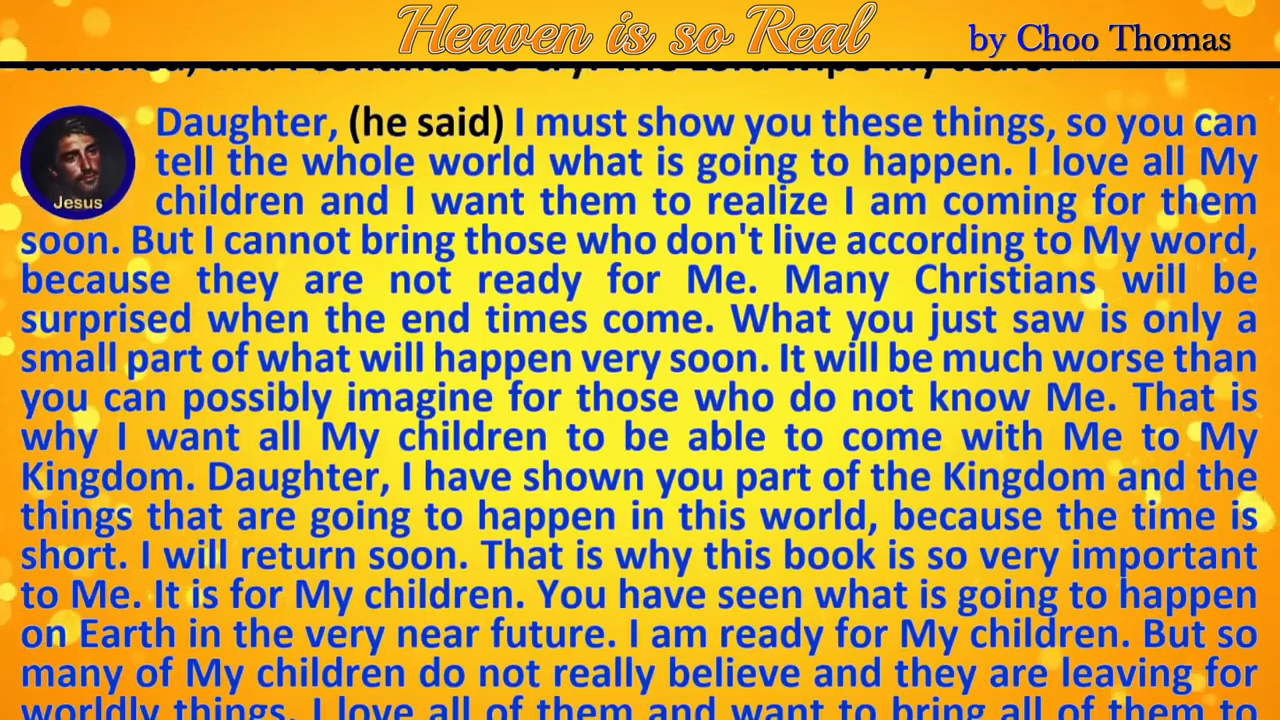 Heaven is so Real
by Choo Thomas
Daughter, (he said) I must show you these things, so you can
tell the whole world what is going to happen. I love all My
children and I want them to realize I am coming for them
Jesus
soon. But I cannot bring those who don't live according to My word,
because they are not ready for Me. Many Christians will be
surprised when the end times come. What you just saw is only a
small part of what will happen very soon. It will be much worse than
you can possibly imagine for those who do not know Me. That is
why I want all My children to be able to come with Me to My
Kingdom. Daughter, I have shown you part of the Kingdom and the
things that are going to happen in this world, because the time is
short. I will return soon. That is why this book is so very important
to Me. It is for My children. You have seen what is going to happen
on Earth in the very near future. I am ready for My children. But so
many of My children do not really believe and they are leaving for
worldly things. I love all of them and want to bring all of them to